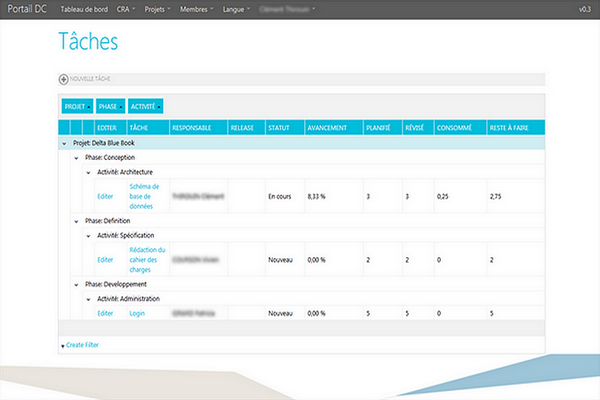 Portail DC Tableau de bord CRA Projets Membres Langue v0.3
Tâches
NOUVELLE TÂCHE
PROJET PHASE ACTIVITÉ
EDITER TÂCHE RESPONSABLE RELEASE STATUT AVANCEMENT PLANIFIÉ RÉVISÉ CONSOMMÉ RESTE À FAIRE
Projet: Delta Blue Book
Phase: Conception
Activité: Architecture
Editer Schéma de base de données En cours 8,33 % 3 3 0,25 2,75
Phase: Definition
Activité: Spécification
Editer Rédaction du cahier des charges Nouveau 0,00 % 2 2 0 2
Phase: Developpement
Activité: Administration
Editer Login Nouveau 0,00 % 5 5 0 5
Create Filter